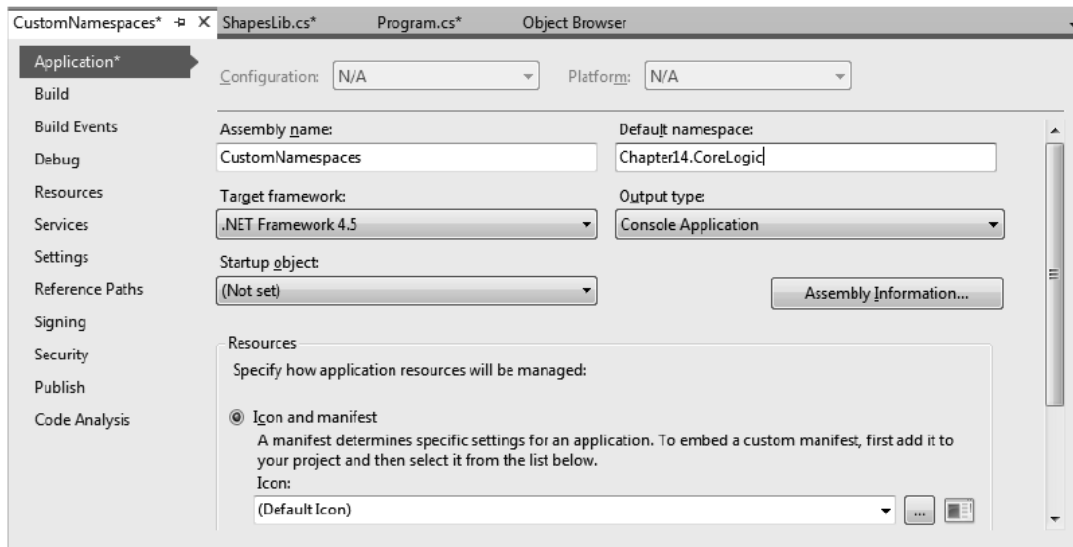 CustomNamespaces* ShapesLib.cs* Program.cs* Object Browser
Application*
Build
Build Events
Debug
Resources
Services
Settings
Reference Paths
Signing
Security
Publish
Code Analysis
Configuration: N/A Platform: N/A
Assembly name: Default namespace:
CustomNamespaces Chapter14.CoreLogic
Target framework: Output type:
.NET Framework 4.5 Console Application
Startup object:
(Not set) Assembly Information...
Resources
Specify how application resources will be managed:
Icon and manifest
A manifest determines specific settings for an application. To embed a custom manifest, first add it to
your project and then select it from the list below.
Icon:
(Default Icon) ...